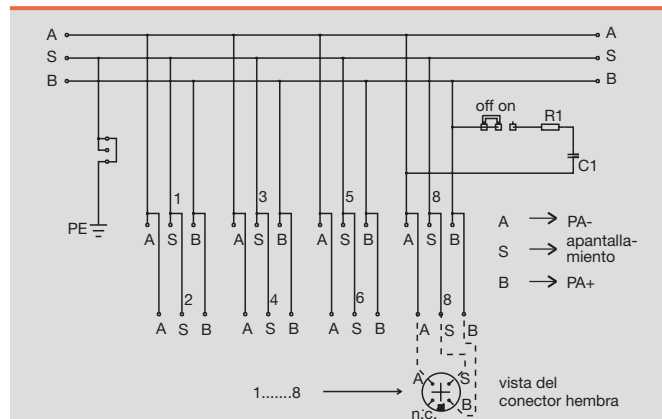 A A
S S
B B
off on
R1
C1
1 3 5 8
PE
A S B A S B A S B A S B
A → PA-
S → apantalla-
miento
B → PA+
2 4 6 8
A S B A S B A S B A S B
A S
B
n.c.
1.......8
vista del
conector hembra